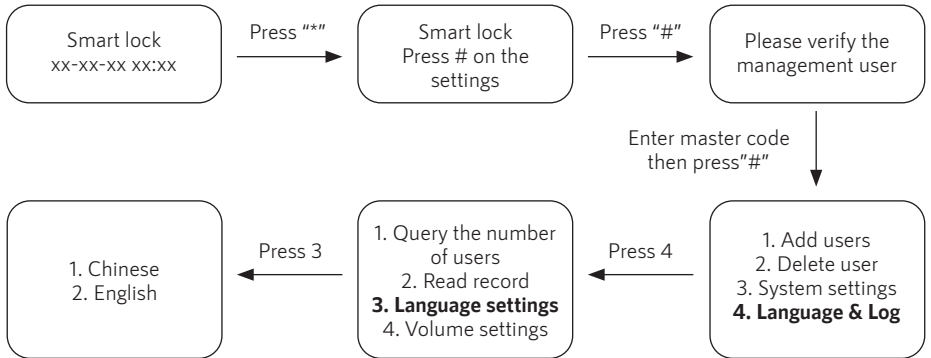 Smart lock
xx-xx-xx xx:xx
Press “*”
Smart lock
Press # on the
settings
Press “#”
Please verify the
management user
Enter master code
then press”#”
1. Add users
2. Delete user
3. System settings
4. Language & Log
Press 4
1. Query the number
of users
2. Read record
3. Language settings
4. Volume settings
Press 3
1. Chinese
2. English